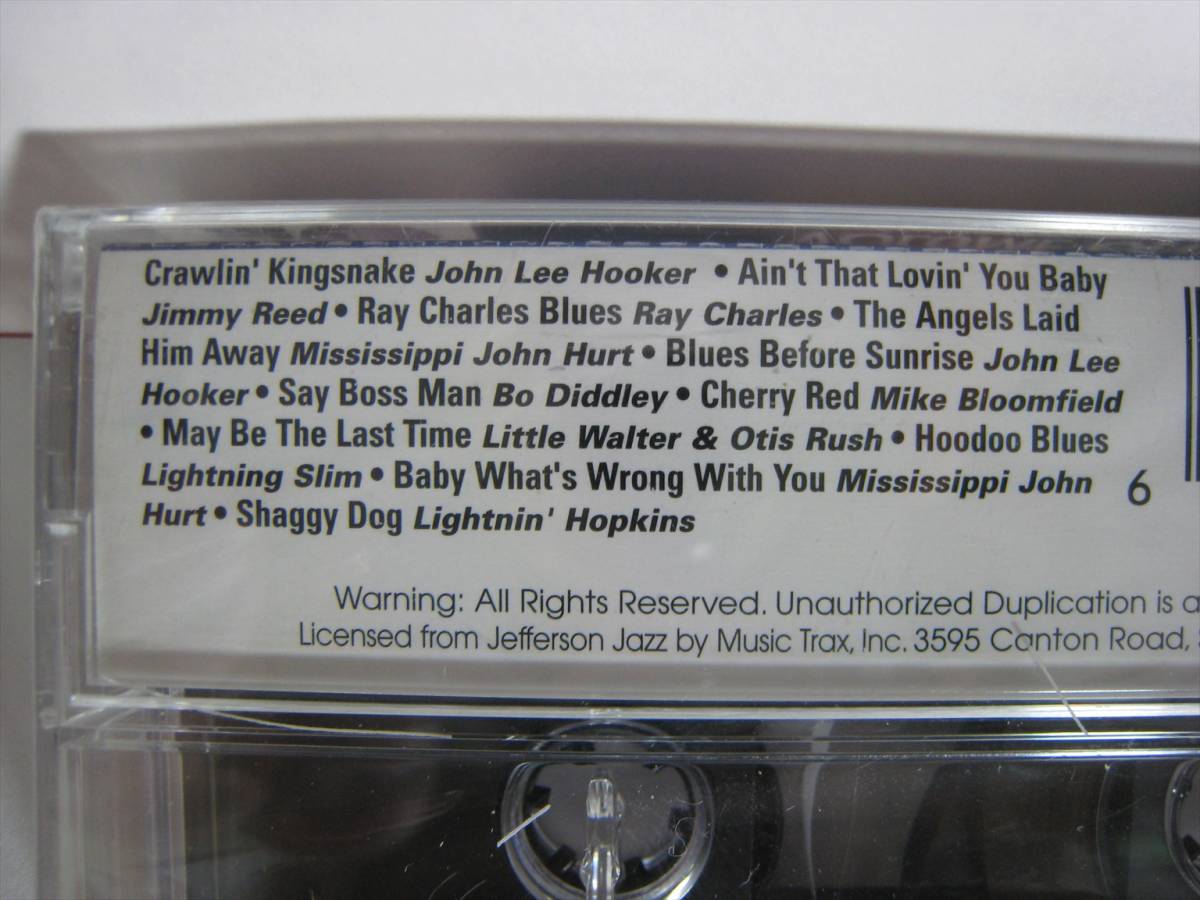 Crawlin' Kingsnake John Lee Hooker • Ain't That Lovin' You Baby
Jimmy Reed • Ray Charles Blues Ray Charles • The Angels Laid
Him Away Mississippi John Hurt • Blues Before Sunrise John Lee
Hooker • Say Boss Man Bo Diddley • Cherry Red Mike Bloomfield
• May Be The Last Time Little Walter & Otis Rush • Hoodoo Blues
Lightning Slim • Baby What's Wrong With You Mississippi John
Hurt • Shaggy Dog Lightnin' Hopkins
6
Warning: All Rights Reserved. Unauthorized Duplication is a
Licensed from Jefferson Jazz by Music Trax, Inc. 3595 Canton Road,